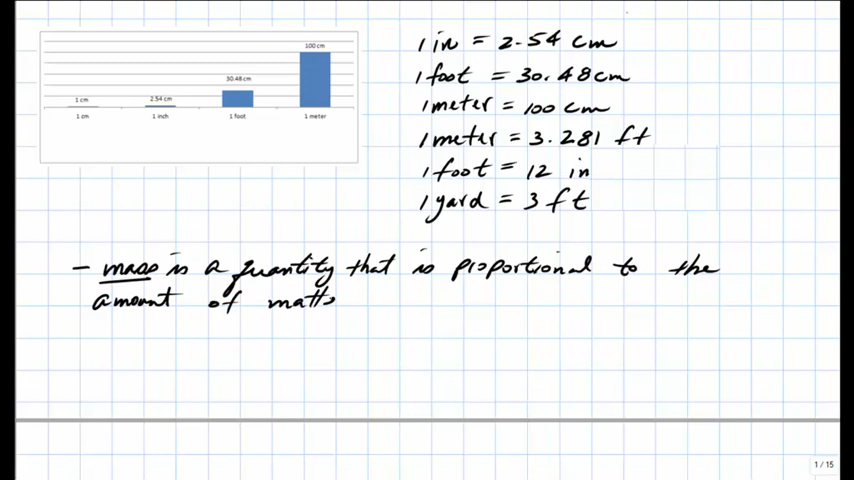 100 cm
30.48 cm
1 cm
2.54 cm
1 cm 1 inch 1 foot 1 meter
1 in = 2.54 cm
1 foot = 30.48 cm
1 meter = 100 cm
1 meter = 3.281 ft
1 foot = 12 in
1 yard = 3 ft
- mass is a quantity that is proportional to the
amount of matte
1 / 15